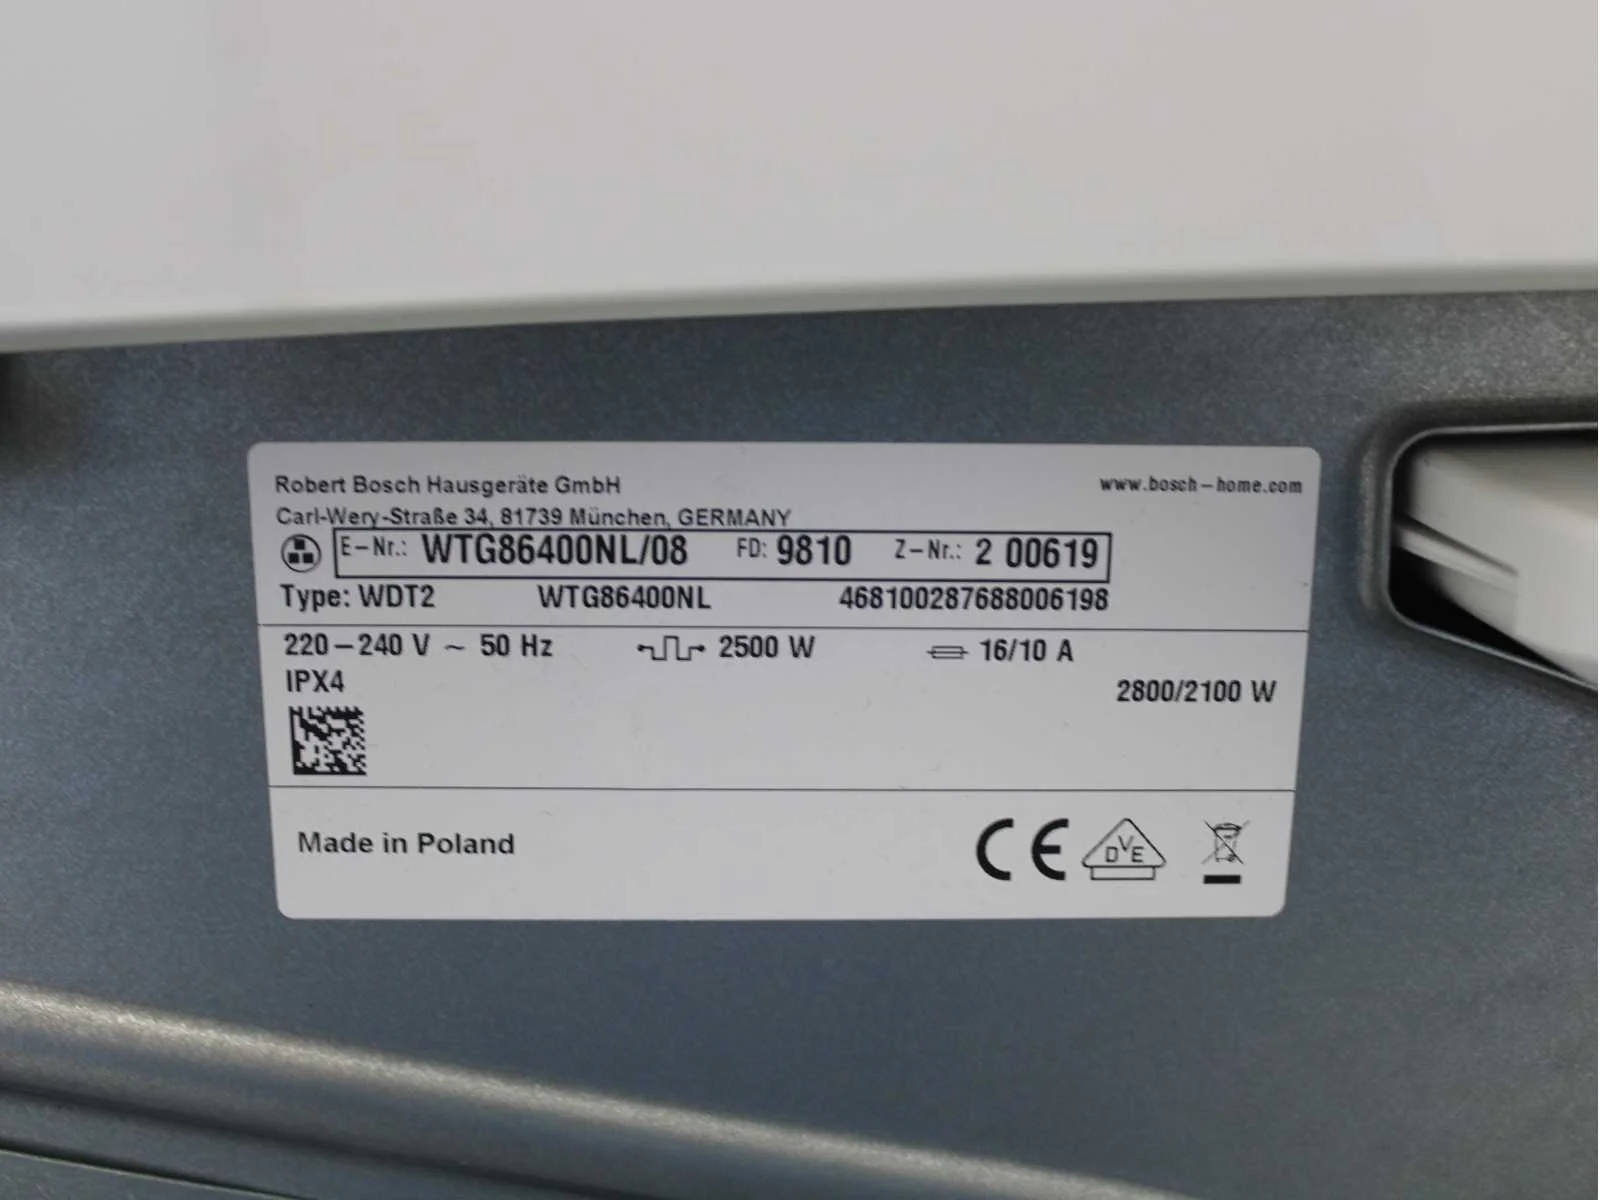 Robert Bosch Hausgeräte GmbH www.bosch-home.com
Carl-Wery-Straße 34, 81739 München, GERMANY
E-Nr.: WTG86400NL/08 FD: 9810 Z-Nr.: 2 00619
Type: WDT2 WTG86400NL 468100287688006198
220-240 V ~ 50 Hz 2500 W 16/10 A
IPX4 2800/2100 W
Made in Poland CE DVE